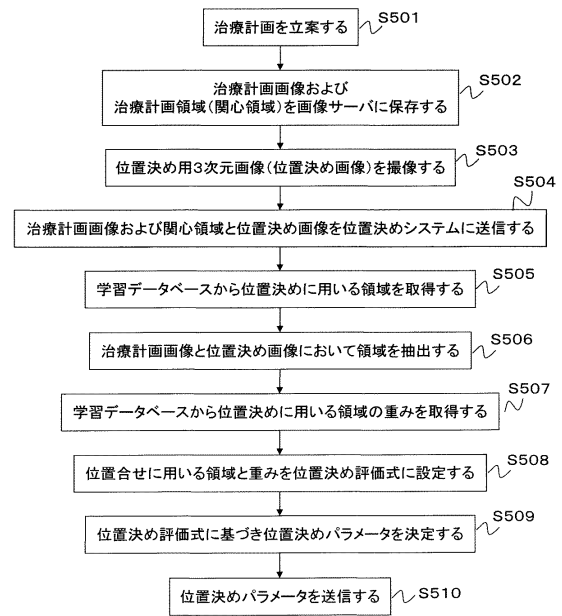 治療計画を立案する
S501
治療計画画像および
治療計画領域(関心領域)を画像サーバに保存する
S502
位置決め用3次元画像(位置決め画像)を撮像する
S503
治療計画画像および関心領域と位置決め画像を位置決めシステムに送信する
S504
学習データベースから位置決めに用いる領域を取得する
S505
治療計画画像と位置決め画像において領域を抽出する
S506
学習データベースから位置決めに用いる領域の重みを取得する
S507
位置合せに用いる領域と重みを位置決め評価式に設定する
S508
位置決め評価式に基づき位置決めパラメータを決定する
S509
位置決めパラメータを送信する
S510